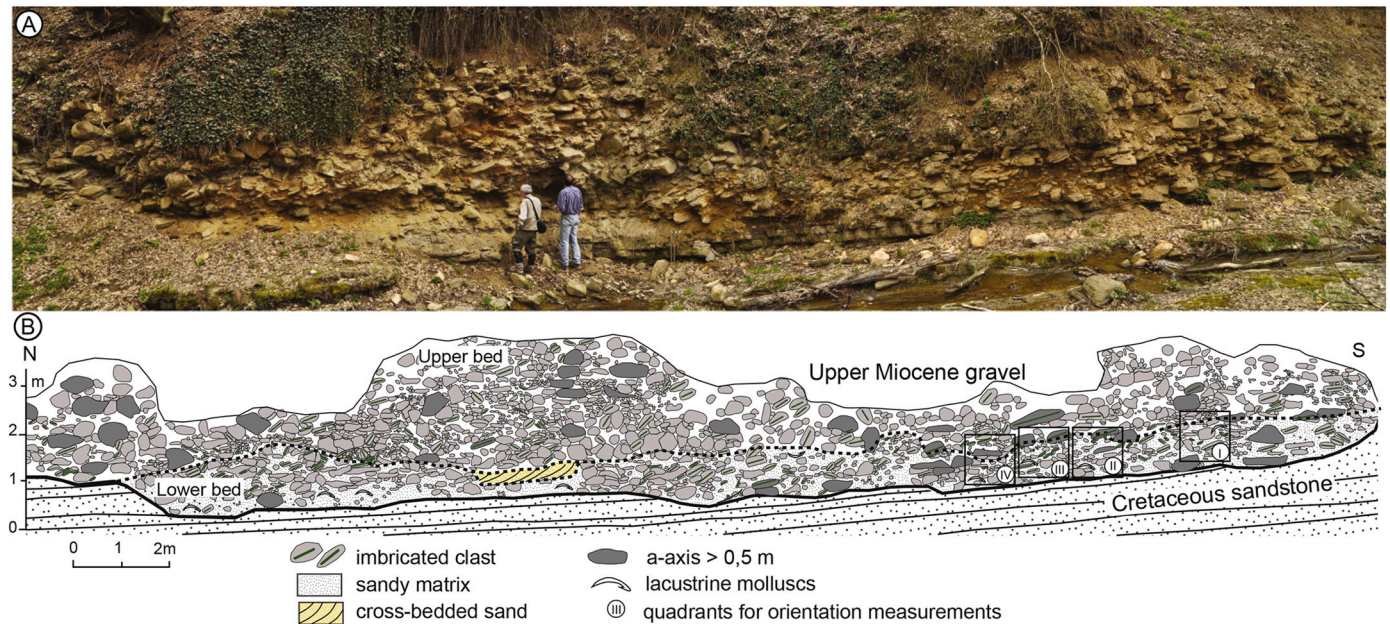 A
B
N
S
m
3
2
1
0
Upper bed
Upper Miocene gravel
Lower bed
IV
III
II
I
Cretaceous sandstone
0 1 2m
imbricated clast
a-axis > 0,5 m
sandy matrix
lacustrine molluscs
cross-bedded sand
III quadrants for orientation measurements